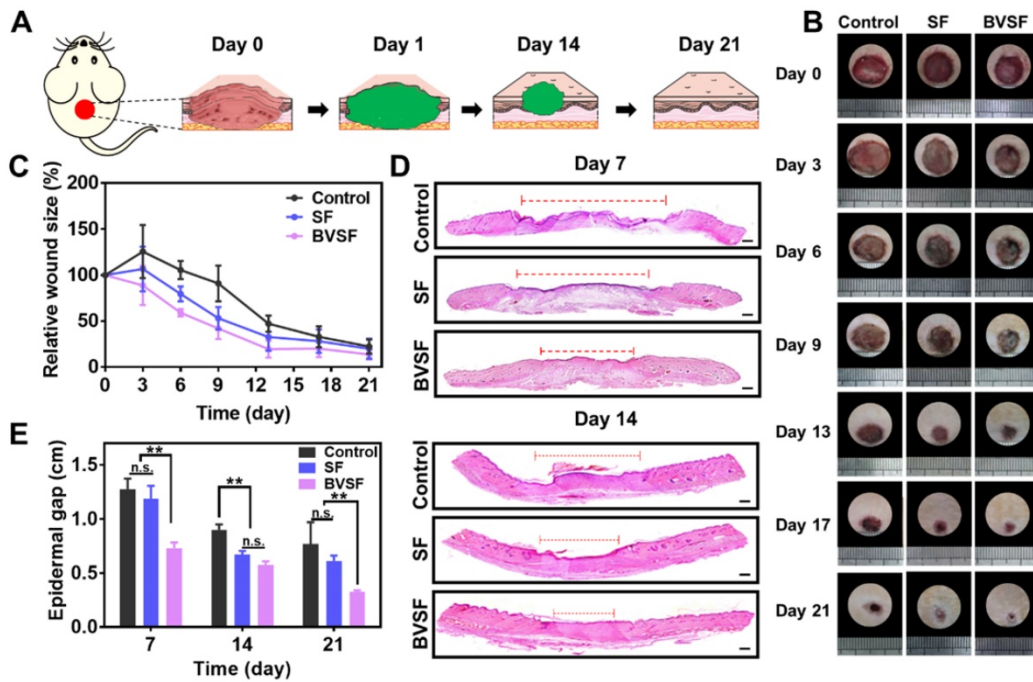 A
Day 0
Day 1
Day 14
Day 21
B
Control
SF
BVSF
Day 0
Day 3
Day 6
Day 9
Day 13
Day 17
Day 21
C
Relative wound size (%)
200
150
100
50
0
Control
SF
BVSF
0
3
6
9
12
15
18
21
Time (day)
D
Day 7
Control
SF
BVSF
Day 14
Control
SF
BVSF
E
Epidermal gap (cm)
1.5
1.0
0.5
0.0
Control
SF
BVSF
n.s.
**
**
n.s.
n.s.
**
7
14
21
Time (day)